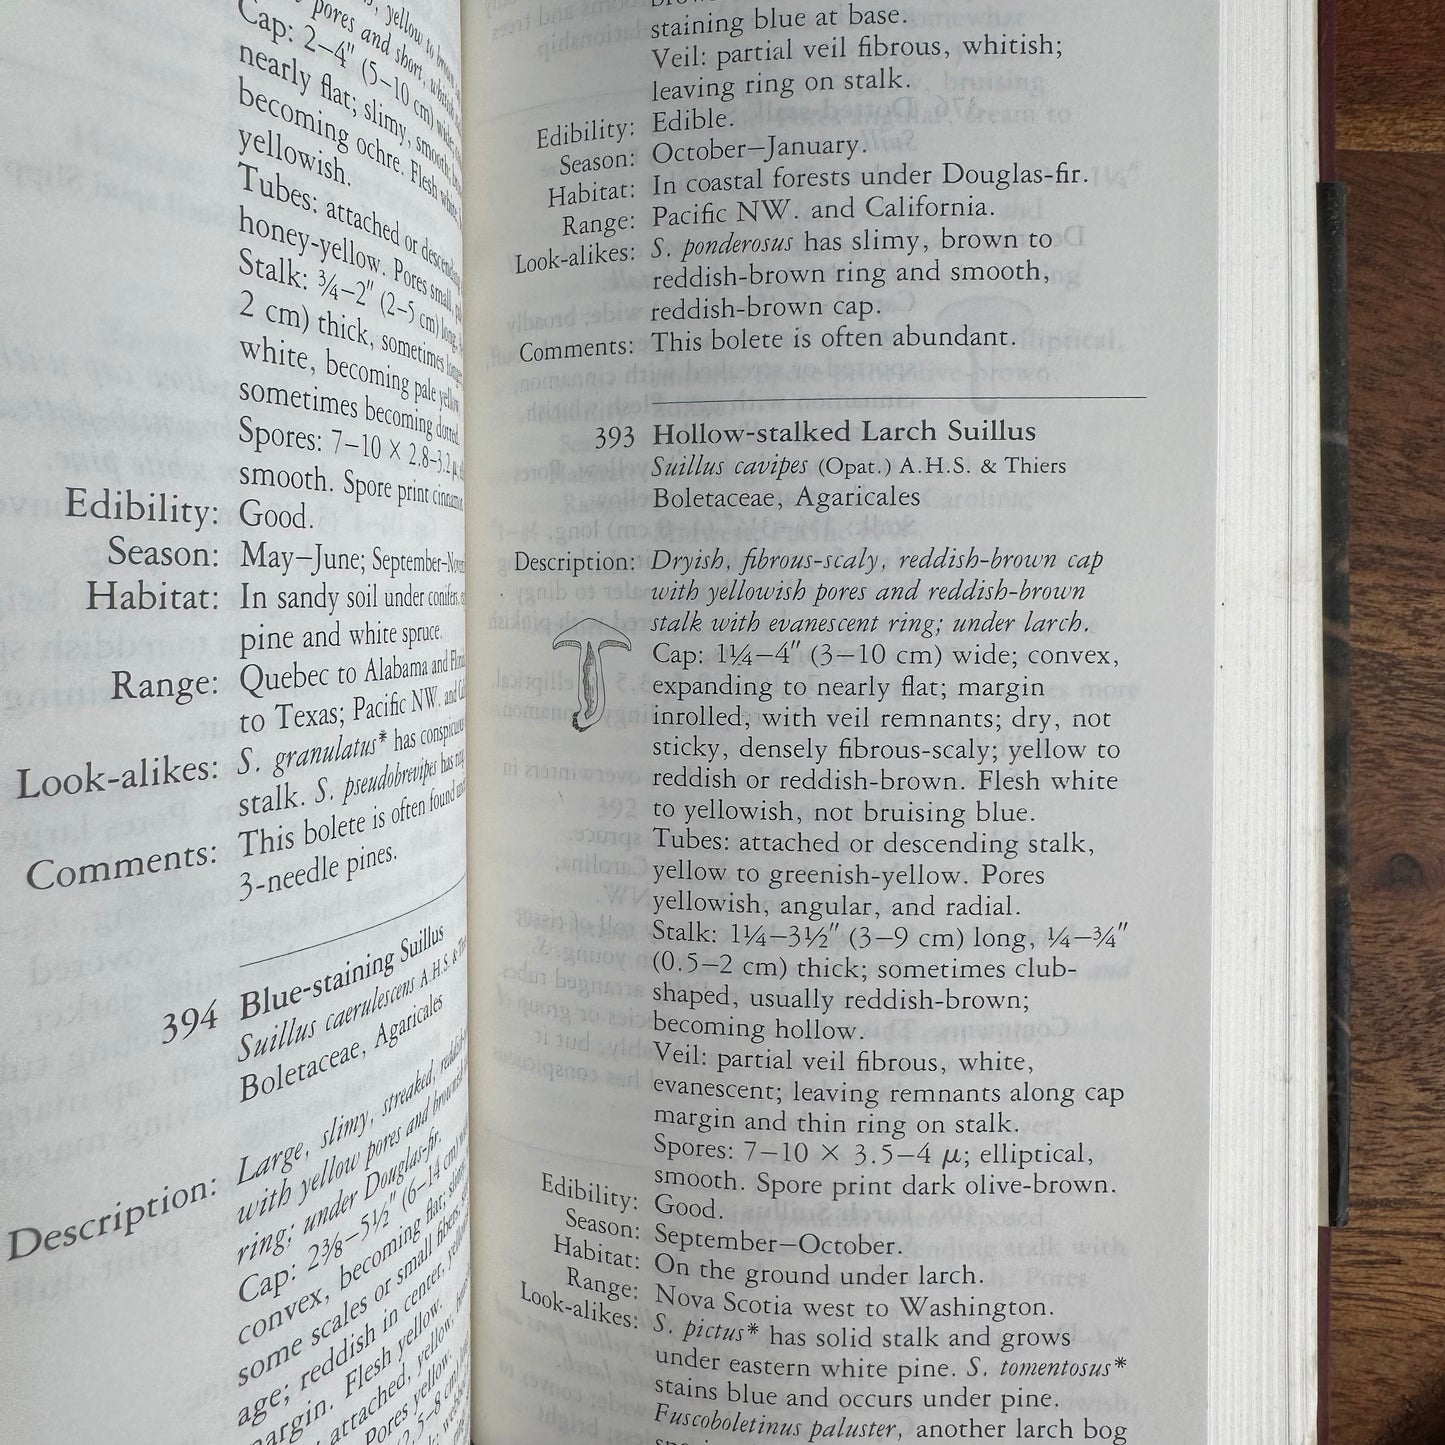 yellow to brown
pores and short, whitish
Cap: 2–4" (5–10 cm) wide;
nearly flat; slimy, smooth,
becoming ochre. Flesh white,
yellowish.
Tubes: attached or descending
honey-yellow. Pores small,
Stalk: ¾–2" (2–5 cm) long,
2 cm) thick, sometimes longer,
white, becoming pale yellow,
sometimes becoming dotted.
Spores: 7–10 × 2.8–3.2 μ,
smooth. Spore print cinnamon
Edibility: Good.
Season: May–June; September–Nov
Habitat: In sandy soil under conifers,
pine and white spruce.
Range: Quebec to Alabama and
to Texas; Pacific NW. and
Look-alikes: S. granulatus* has conspicuous
stalk. S. pseudobrevipes has
Comments: This bolete is often found
3-needle pines.
394 Blue-staining Suillus
Suillus caerulescens A.H.S. &
Boletaceae, Agaricales
Description: Large, slimy, streaked, reddish-
with yellow pores and brownish
ring; under Douglas-fir.
Cap: 2⅜–5½" (6–14 cm)
convex, becoming flat;
some scales or small fibers;
age; reddish in center,
margin. Flesh yellow.
attached, yellow,
Pores yellow.
staining blue at base.
Veil: partial veil fibrous, whitish;
leaving ring on stalk.
Edibility: Edible.
Season: October–January.
Habitat: In coastal forests under Douglas-fir.
Range: Pacific NW. and California.
Look-alikes: S. ponderosus has slimy, brown to
reddish-brown ring and smooth,
reddish-brown cap.
Comments: This bolete is often abundant.
393 Hollow-stalked Larch Suillus
Suillus cavipes (Opat.) A.H.S. & Thiers
Boletaceae, Agaricales
Description: Dryish, fibrous-scaly, reddish-brown cap
with yellowish pores and reddish-brown
stalk with evanescent ring; under larch.
Cap: 1¼–4" (3–10 cm) wide; convex,
expanding to nearly flat; margin
inrolled, with veil remnants; dry, not
sticky, densely fibrous-scaly; yellow to
reddish or reddish-brown. Flesh white
to yellowish, not bruising blue.
Tubes: attached or descending stalk,
yellow to greenish-yellow. Pores
yellowish, angular, and radial.
Stalk: 1¼–3½" (3–9 cm) long, ¼–¾"
(0.5–2 cm) thick; sometimes club-
shaped, usually reddish-brown;
becoming hollow.
Veil: partial veil fibrous, white,
evanescent; leaving remnants along cap
margin and thin ring on stalk.
Spores: 7–10 × 3.5–4 μ; elliptical,
smooth. Spore print dark olive-brown.
Edibility: Good.
Season: September–October.
Habitat: On the ground under larch.
Range: Nova Scotia west to Washington.
Look-alikes: S. pictus* has solid stalk and grows
under eastern white pine. S. tomentosus*
stains blue and occurs under pine.
Fuscoboletinus paluster, another larch bog